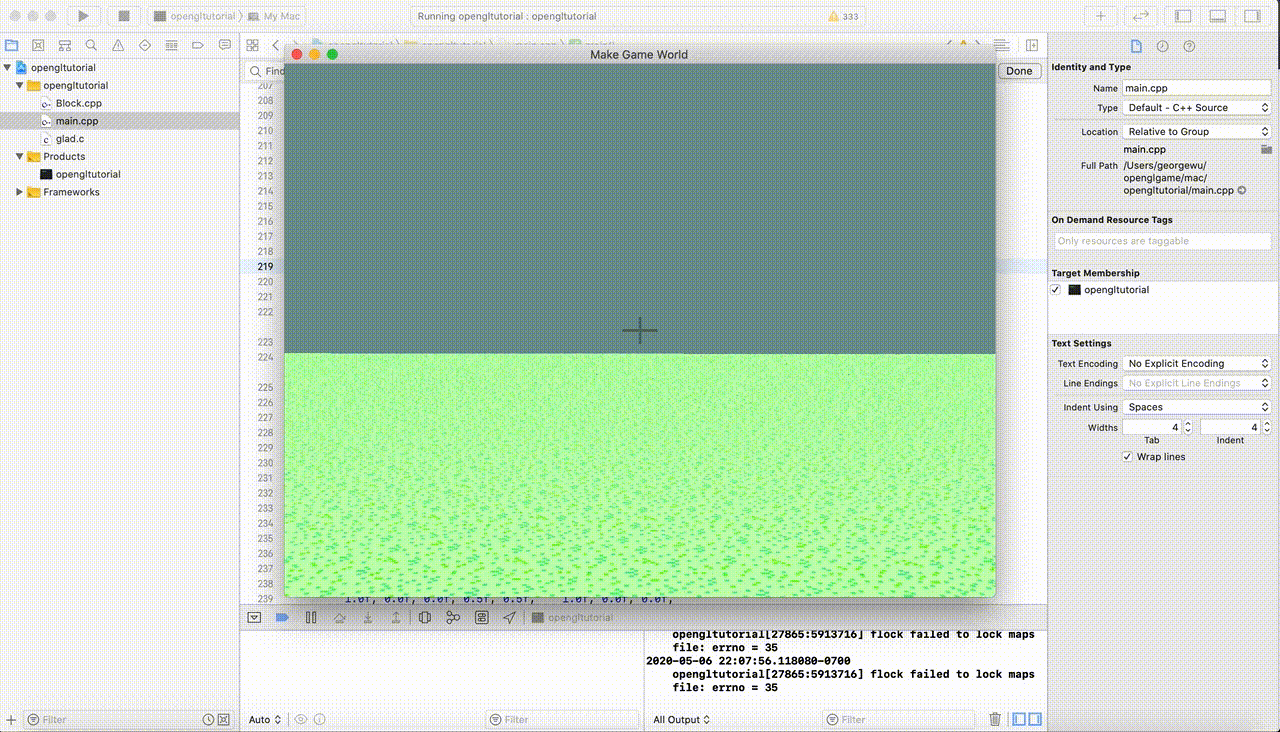 opengltutorial
My Mac
Running opengltutorial : opengltutorial
333
Make Game World
Find
Done
opengltutorial
opengltutorial
Block.cpp
main.cpp
glad.c
Products
opengltutorial
Frameworks
207
208
209
210
211
212
213
214
215
216
217
218
219
220
221
222
223
224
225
226
227
228
229
230
231
232
233
234
235
236
237
238
239
1.0f, 0.0f, 0.0f, 0.5f, 0.5f, 1.0f, 0.0f, 0.0f,
opengltutorial
opengltutorial[27865:5913716] flock failed to lock maps
file: errno = 35
2020-05-06 22:07:56.118080-0700
opengltutorial[27865:5913716] flock failed to lock maps
file: errno = 35
Filter
Auto
Filter
All Output
Filter
Identity and Type
Name main.cpp
Type Default - C++ Source
Location Relative to Group
main.cpp
Full Path /Users/georgewu/
openglgame/mac/
opengltutorial/main.cpp
On Demand Resource Tags
Only resources are taggable
Target Membership
opengltutorial
Text Settings
Text Encoding No Explicit Encoding
Line Endings No Explicit Line Endings
Indent Using Spaces
Widths 4 4
Tab Indent
Wrap lines